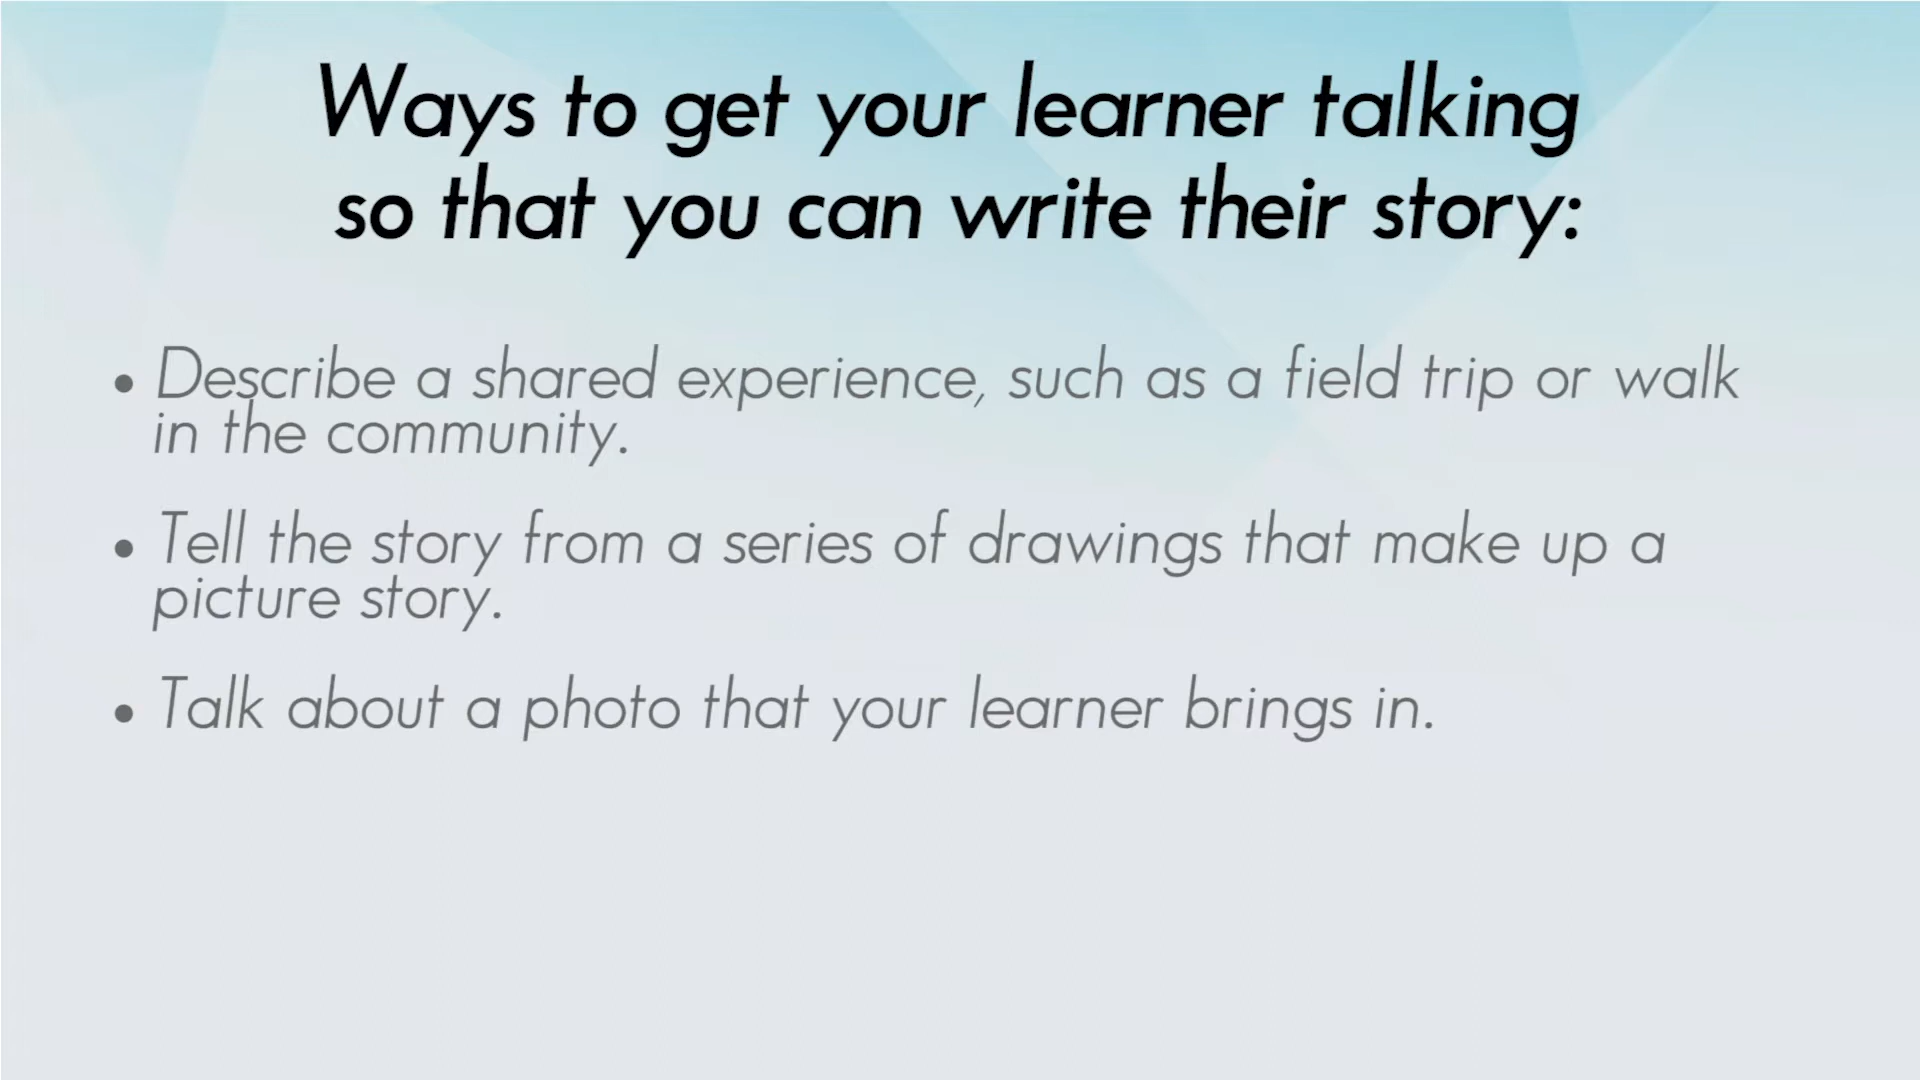 Ways to get your learner talking
so that you can write their story:
• Describe a shared experience, such as a field trip or walk
in the community.
• Tell the story from a series of drawings that make up a
picture story.
• Talk about a photo that your learner brings in.